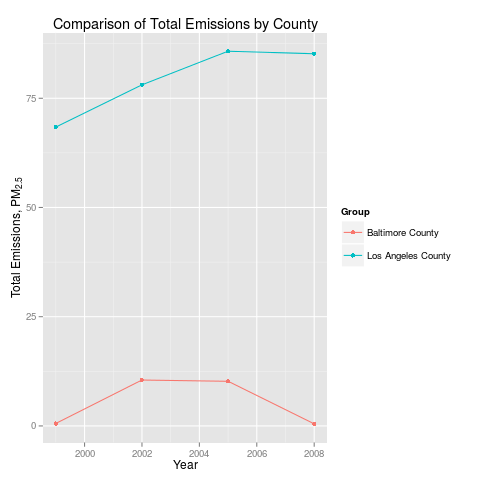 Comparison of Total Emissions by County
Total Emissions, PM2.5
75
50
25
0
2000 2002 2004 2006 2008
Year
Group
Baltimore County
Los Angeles County